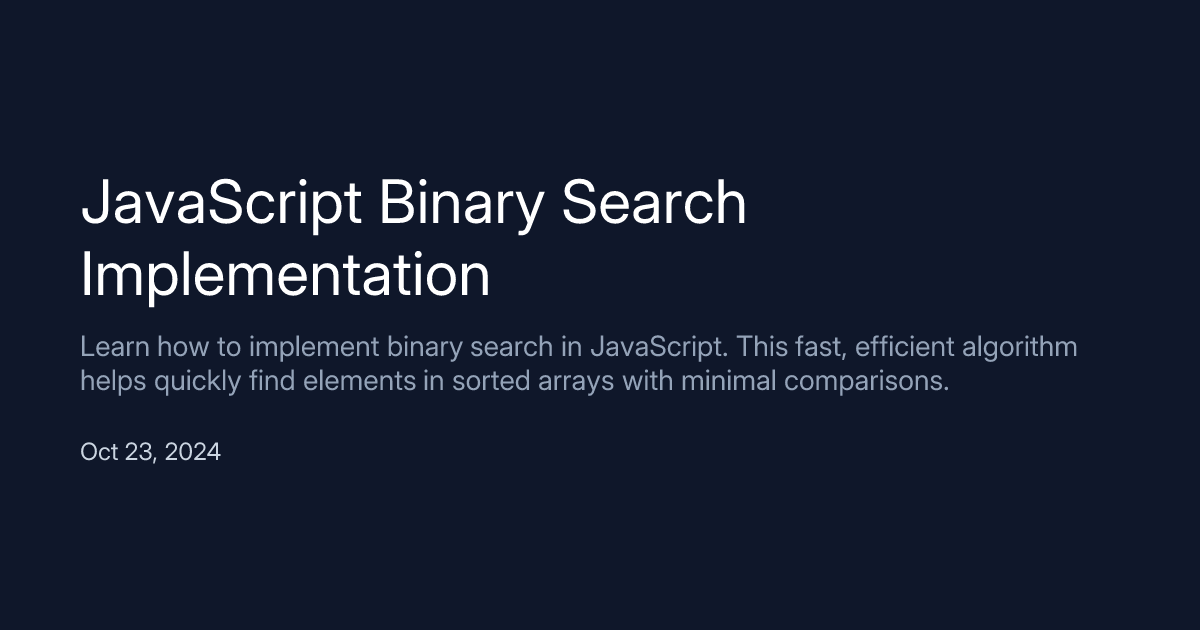 JavaScript Binary Search
Implementation
Learn how to implement binary search in JavaScript. This fast, efficient algorithm
helps quickly find elements in sorted arrays with minimal comparisons.
Oct 23, 2024